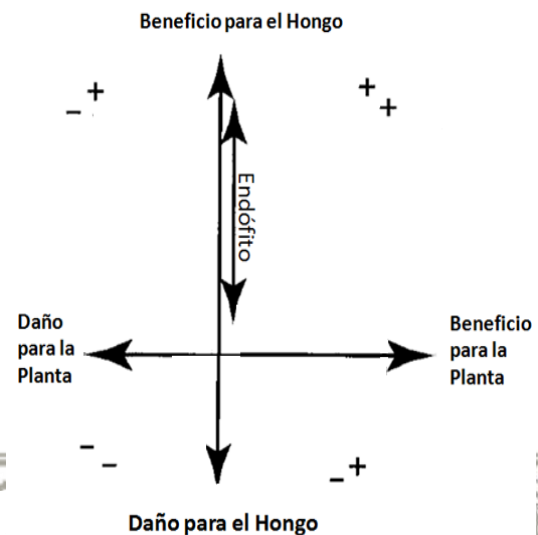 Beneficio para el Hongo
- +
+ +
Endófito
Daño
para la
Planta
Beneficio
para la
Planta
- -
- +
Daño para el Hongo